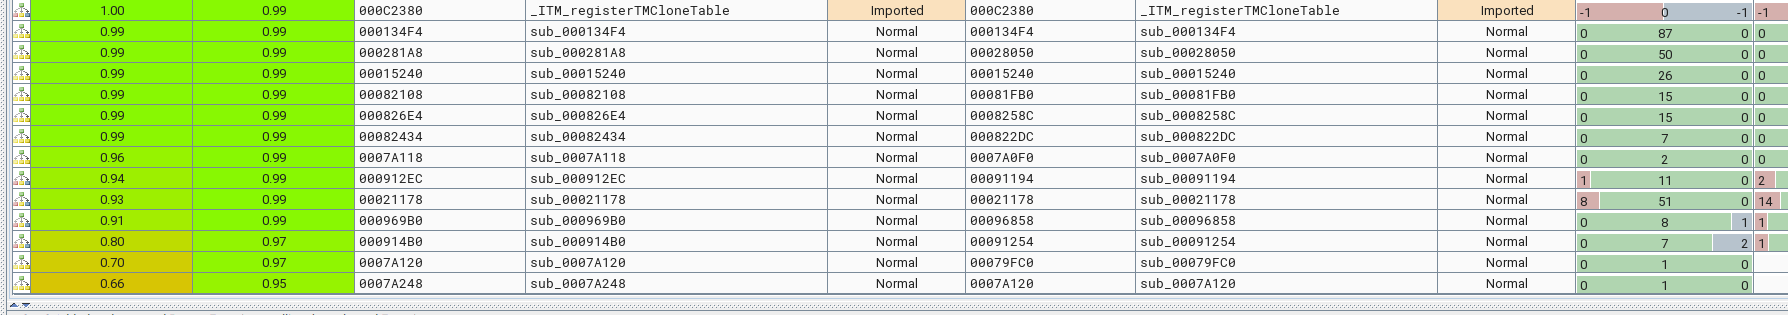 1.00 0.99 000C2380 _ITM_registerTMCloneTable Imported 000C2380 _ITM_registerTMCloneTable Imported -1 0 -1 -1
0.99 0.99 000134F4 sub_000134F4 Normal 000134F4 sub_000134F4 Normal 0 87 0 0
0.99 0.99 000281A8 sub_000281A8 Normal 00028050 sub_00028050 Normal 0 50 0 0
0.99 0.99 00015240 sub_00015240 Normal 00015240 sub_00015240 Normal 0 26 0 0
0.99 0.99 00082108 sub_00082108 Normal 00081FB0 sub_00081FB0 Normal 0 15 0 0
0.99 0.99 000826E4 sub_000826E4 Normal 0008258C sub_0008258C Normal 0 15 0 0
0.99 0.99 00082434 sub_00082434 Normal 000822DC sub_000822DC Normal 0 7 0 0
0.96 0.99 0007A118 sub_0007A118 Normal 0007A0F0 sub_0007A0F0 Normal 0 2 0 0
0.94 0.99 000912EC sub_000912EC Normal 00091194 sub_00091194 Normal 1 11 0 2
0.93 0.99 00021178 sub_00021178 Normal 00021178 sub_00021178 Normal 8 51 0 14
0.91 0.99 000969B0 sub_000969B0 Normal 00096858 sub_00096858 Normal 0 8 1 1
0.80 0.97 000914B0 sub_000914B0 Normal 00091254 sub_00091254 Normal 0 7 2 1
0.70 0.97 0007A120 sub_0007A120 Normal 00079FC0 sub_00079FC0 Normal 0 1 0
0.66 0.95 0007A248 sub_0007A248 Normal 0007A120 sub_0007A120 Normal 0 1 0